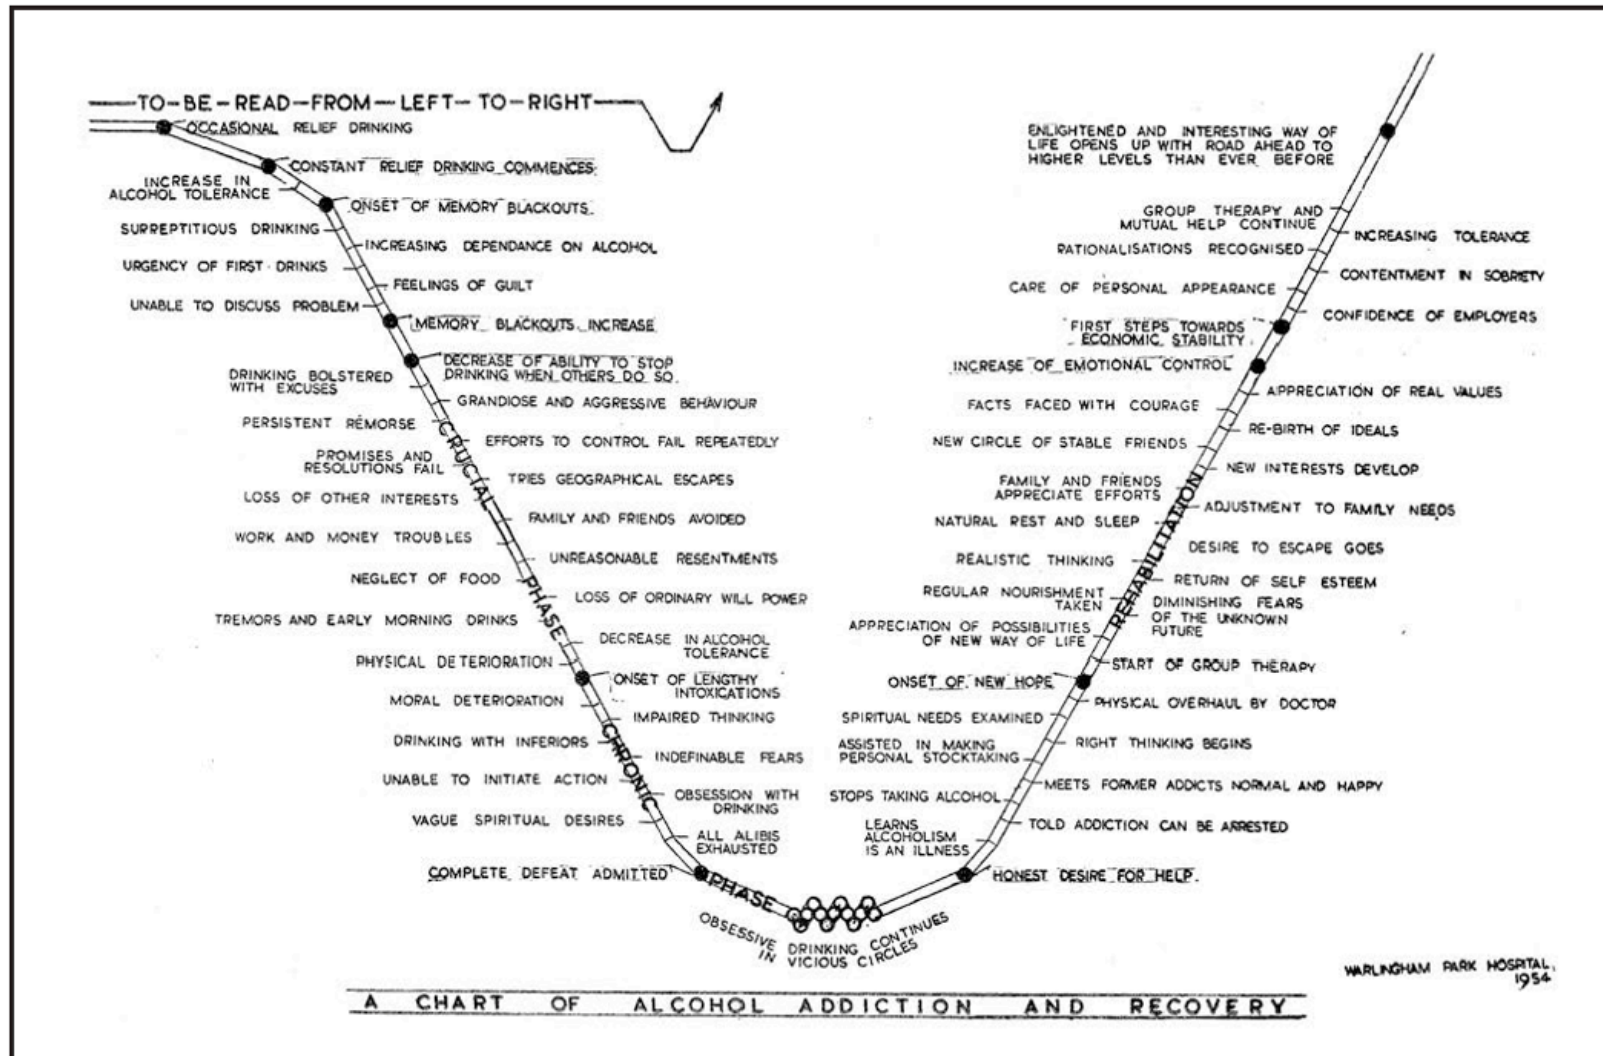 TO-BE-READ-FROM-LEFT-TO-RIGHT
OCCASIONAL RELIEF DRINKING
CONSTANT RELIEF DRINKING COMMENCES
INCREASE IN
ALCOHOL TOLERANCE
ONSET OF MEMORY BLACKOUTS
SURREPTITIOUS DRINKING
INCREASING DEPENDANCE ON ALCOHOL
URGENCY OF FIRST DRINKS
FEELINGS OF GUILT
UNABLE TO DISCUSS PROBLEM
MEMORY BLACKOUTS INCREASE
DECREASE OF ABILITY TO STOP
DRINKING WHEN OTHERS DO SO
DRINKING BOLSTERED
WITH EXCUSES
GRANDIOSE AND AGGRESSIVE BEHAVIOUR
PERSISTENT REMORSE
EFFORTS TO CONTROL FAIL REPEATEDLY
PROMISES AND
RESOLUTIONS FAIL
TRIES GEOGRAPHICAL ESCAPES
LOSS OF OTHER INTERESTS
FAMILY AND FRIENDS AVOIDED
WORK AND MONEY TROUBLES
UNREASONABLE RESENTMENTS
NEGLECT OF FOOD
LOSS OF ORDINARY WILL POWER
TREMORS AND EARLY MORNING DRINKS
DECREASE IN ALCOHOL
TOLERANCE
PHYSICAL DETERIORATION
ONSET OF LENGTHY
INTOXICATIONS
MORAL DETERIORATION
IMPAIRED THINKING
DRINKING WITH INFERIORS
INDEFINABLE FEARS
UNABLE TO INITIATE ACTION
OBSESSION WITH
DRINKING
VAGUE SPIRITUAL DESIRES
ALL ALIBIS
EXHAUSTED
COMPLETE DEFEAT ADMITTED
CRUCIAL PHASE
CHRONIC PHASE
OBSESSIVE DRINKING CONTINUES
IN VICIOUS CIRCLES
HONEST DESIRE FOR HELP.
LEARNS
ALCOHOLISM
IS AN ILLNESS
TOLD ADDICTION CAN BE ARRESTED
STOPS TAKING ALCOHOL
MEETS FORMER ADDICTS NORMAL AND HAPPY
ASSISTED IN MAKING
PERSONAL STOCKTAKING
RIGHT THINKING BEGINS
SPIRITUAL NEEDS EXAMINED
PHYSICAL OVERHAUL BY DOCTOR
ONSET OF NEW HOPE
START OF GROUP THERAPY
APPRECIATION OF POSSIBILITIES
OF NEW WAY OF LIFE
DIMINISHING FEARS
OF THE UNKNOWN
FUTURE
REGULAR NOURISHMENT
TAKEN
RETURN OF SELF ESTEEM
REALISTIC THINKING
DESIRE TO ESCAPE GOES
NATURAL REST AND SLEEP
ADJUSTMENT TO FAMILY NEEDS
FAMILY AND FRIENDS
APPRECIATE EFFORTS
NEW INTERESTS DEVELOP
NEW CIRCLE OF STABLE FRIENDS
RE-BIRTH OF IDEALS
FACTS FACED WITH COURAGE
APPRECIATION OF REAL VALUES
INCREASE OF EMOTIONAL CONTROL
FIRST STEPS TOWARDS
ECONOMIC STABILITY
CONFIDENCE OF EMPLOYERS
CARE OF PERSONAL APPEARANCE
CONTENTMENT IN SOBRIETY
RATIONALISATIONS RECOGNISED
INCREASING TOLERANCE
GROUP THERAPY AND
MUTUAL HELP CONTINUE
ENLIGHTENED AND INTERESTING WAY OF
LIFE OPENS UP WITH ROAD AHEAD TO
HIGHER LEVELS THAN EVER BEFORE
REHABILITATION
WARLINGHAM PARK HOSPITAL,
1954
A CHART OF ALCOHOL ADDICTION AND RECOVERY